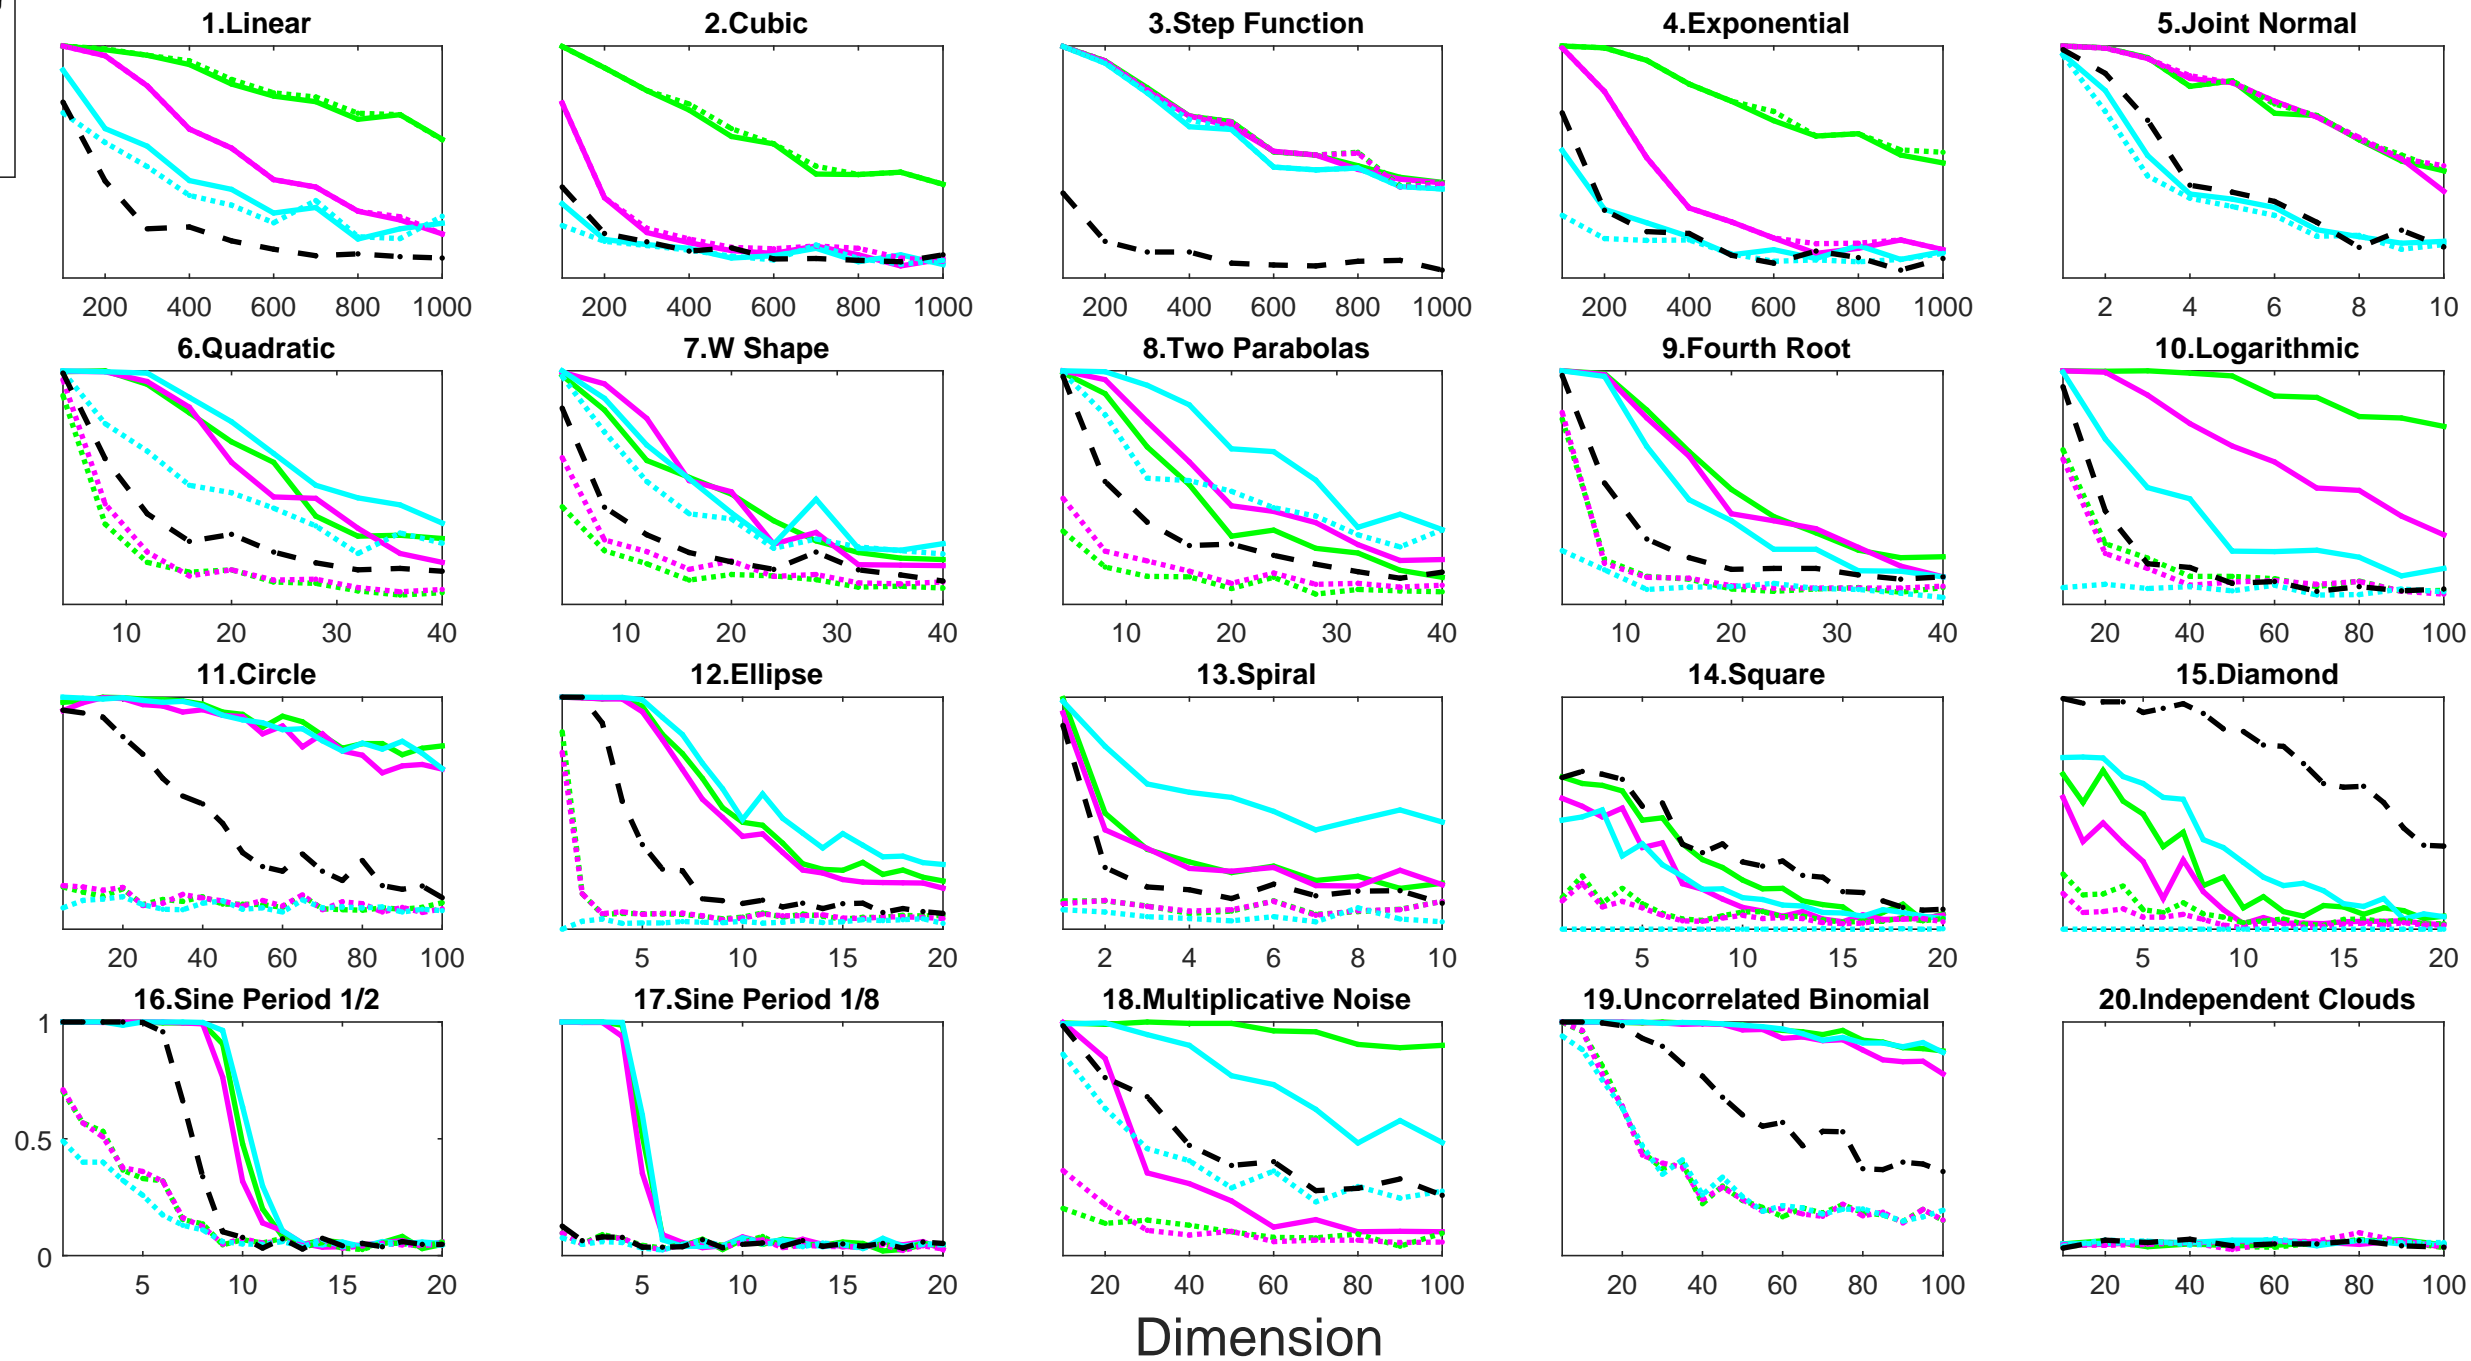 1.Linear 2.Cubic 3.Step Function 4.Exponential 5.Joint Normal
200 400 600 800 1000 200 400 600 800 1000 200 400 600 800 1000 200 400 600 800 1000 2 4 6 8 10
6.Quadratic 7.W Shape 8.Two Parabolas 9.Fourth Root 10.Logarithmic
10 20 30 40 10 20 30 40 10 20 30 40 10 20 30 40 20 40 60 80 100
11.Circle 12.Ellipse 13.Spiral 14.Square 15.Diamond
20 40 60 80 100 5 10 15 20 2 4 6 8 10 5 10 15 20 5 10 15 20
16.Sine Period 1/2 17.Sine Period 1/8 18.Multiplicative Noise 19.Uncorrelated Binomial 20.Independent Clouds
1
0.5
0
5 10 15 20 5 10 15 20 20 40 60 80 100 20 40 60 80 100 20 40 60 80 100
Dimension